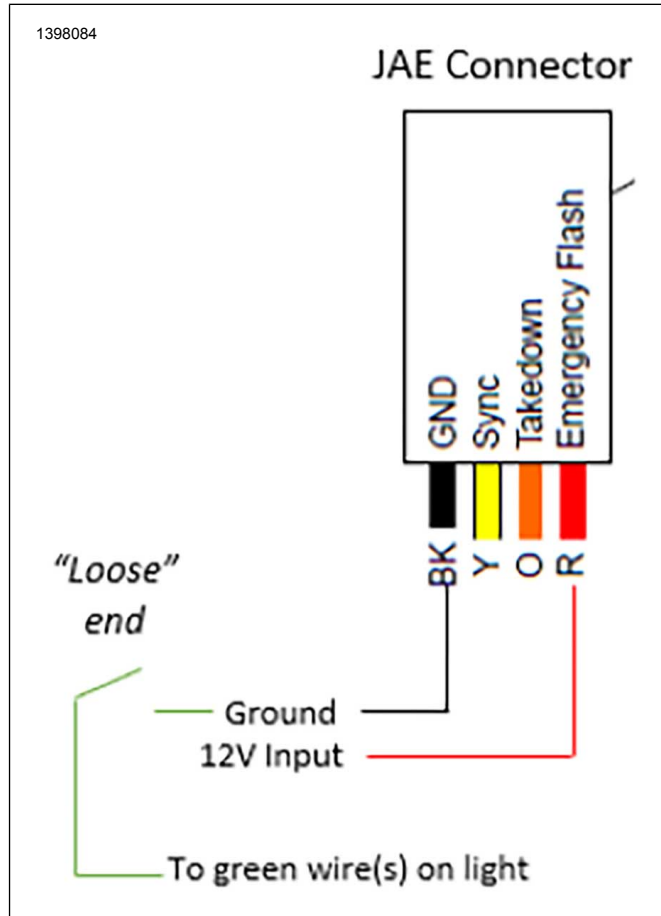 1398084
JAE Connector
GND
Sync
Takedown
Emergency Flash
BK
Y
O
R
“Loose”
end
Ground
12V Input
To green wire(s) on light